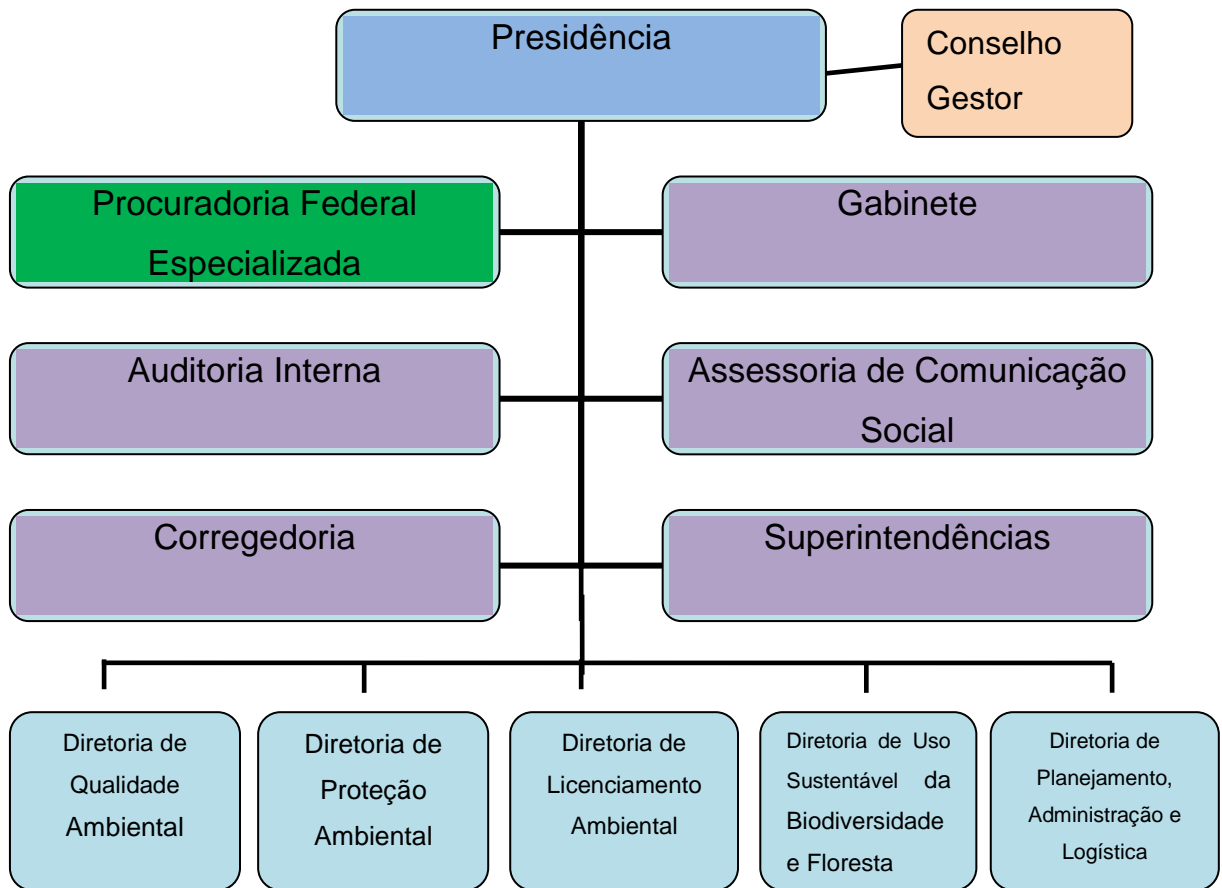 Presidência
Conselho
Gestor
Procuradoria Federal
Especializada
Gabinete
Auditoria Interna
Assessoria de Comunicação
Social
Corregedoria
Superintendências
Diretoria de
Qualidade
Ambiental
Diretoria de
Proteção
Ambiental
Diretoria de
Licenciamento
Ambiental
Diretoria de Uso
Sustentável da
Biodiversidade
e Floresta
Diretoria de
Planejamento,
Administração e
Logística